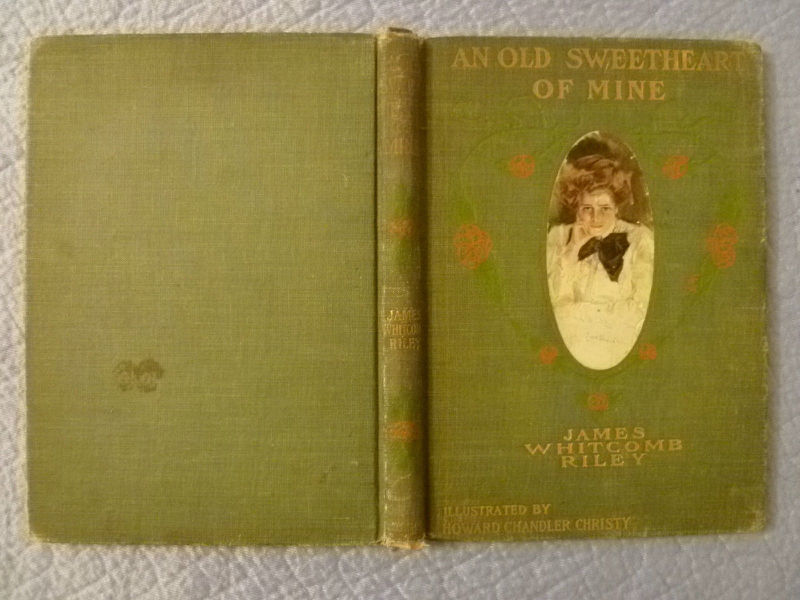 AN OLD SWEETHEART
OF MINE
JAMES
WHITCOMB
RILEY
ILLUSTRATED BY
HOWARD CHANDLER CHRISTY
JAMES
WHITCOMB
RILEY